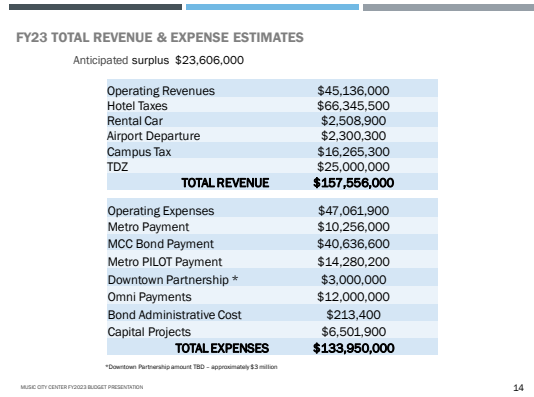 FY23 TOTAL REVENUE & EXPENSE ESTIMATES
Anticipated surplus $23,606,000
Operating Revenues $45,136,000
Hotel Taxes $66,345,500
Rental Car $2,508,900
Airport Departure $2,300,300
Campus Tax $16,265,300
TDZ $25,000,000
TOTAL REVENUE $157,556,000
Operating Expenses $47,061,900
Metro Payment $10,256,000
MCC Bond Payment $40,636,600
Metro PILOT Payment $14,280,200
Downtown Partnership * $3,000,000
Omni Payments $12,000,000
Bond Administrative Cost $213,400
Capital Projects $6,501,900
TOTAL EXPENSES $133,950,000
*Downtown Partnership amount TBD – approximately $3 million
MUSIC CITY CENTER FY2023 BUDGET PRESENTATION
14